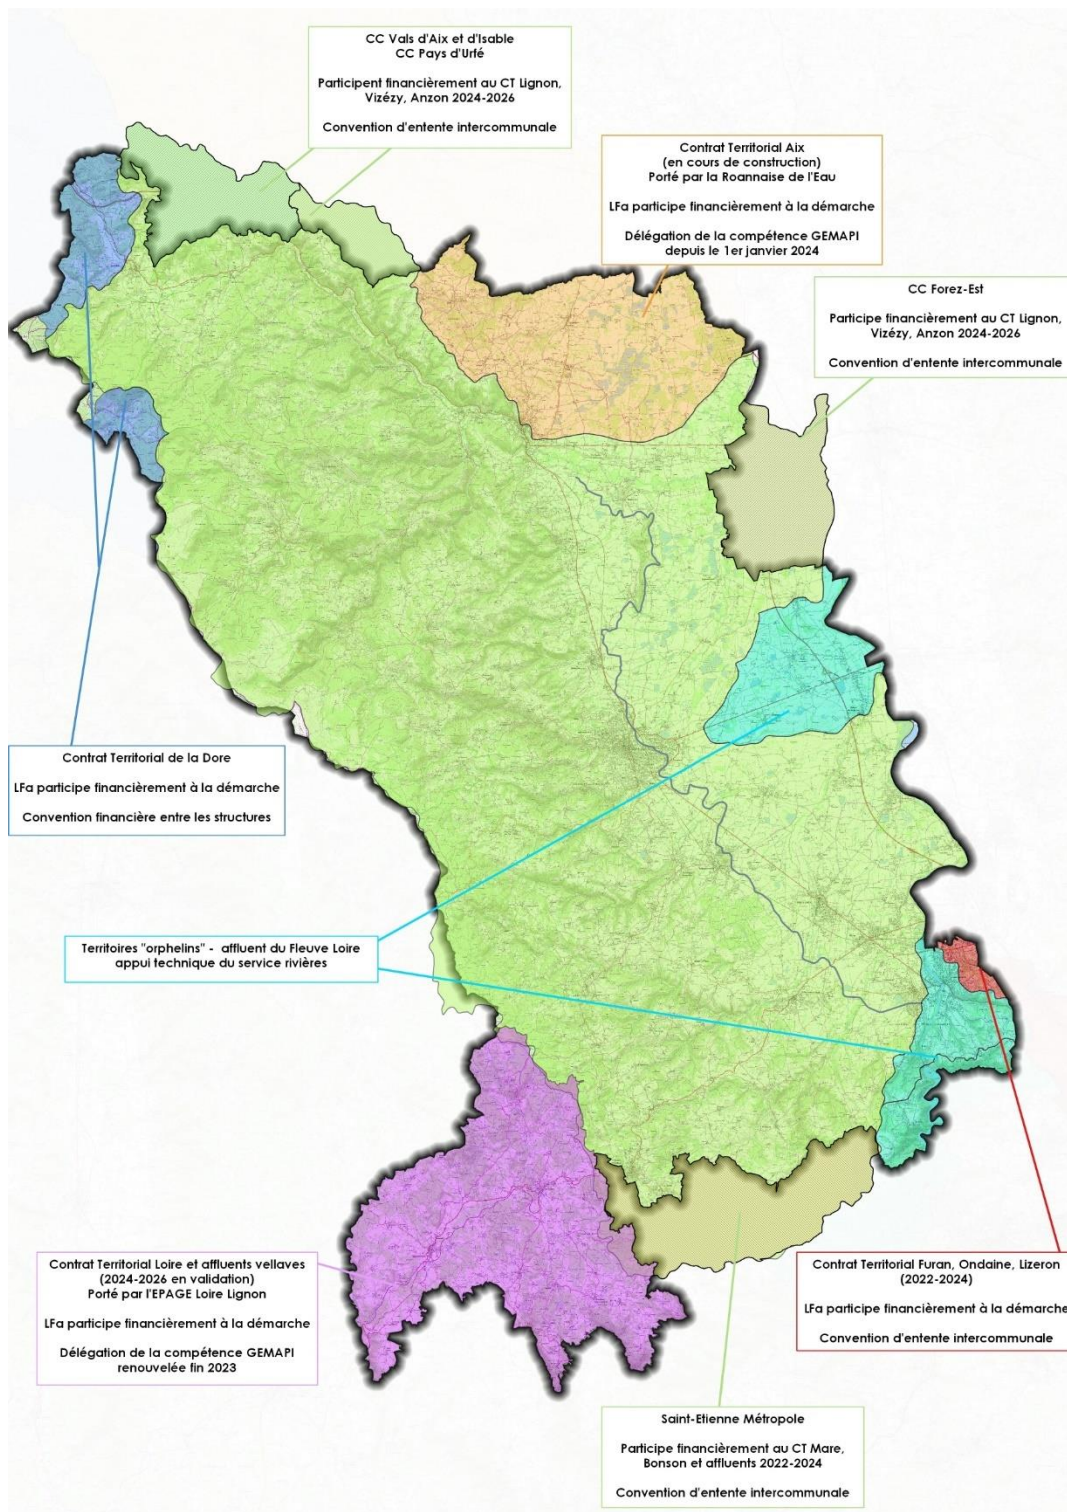 CC Vals d'Aix et d'Isable
CC Pays d'Urfé
Participent financièrement au CT Lignon,
Vizézy, Anzon 2024-2026
Convention d'entente intercommunale
Contrat Territorial Aix
(en cours de construction)
Porté par la Roannaise de l'Eau
LFa participe financièrement à la démarche
Délégation de la compétence GEMAPI
depuis le 1er janvier 2024
CC Forez-Est
Participe financièrement au CT Lignon,
Vizézy, Anzon 2024-2026
Convention d'entente intercommunale
Contrat Territorial de la Dore
LFa participe financièrement à la démarche
Convention financière entre les structures
Territoires "orphelins" - affluent du Fleuve Loire
appui technique du service rivières
Contrat Territorial Loire et affluents vellaves
(2024-2026 en validation)
Porté par l'EPAGE Loire Lignon
LFa participe financièrement à la démarche
Délégation de la compétence GEMAPI
renouvelée fin 2023
Contrat Territorial Furan, Ondaine, Lizeron
(2022-2024)
LFa participe financièrement à la démarche
Convention d'entente intercommunale
Saint-Etienne Métropole
Participe financièrement au CT Mare,
Bonson et affluents 2022-2024
Convention d'entente intercommunale